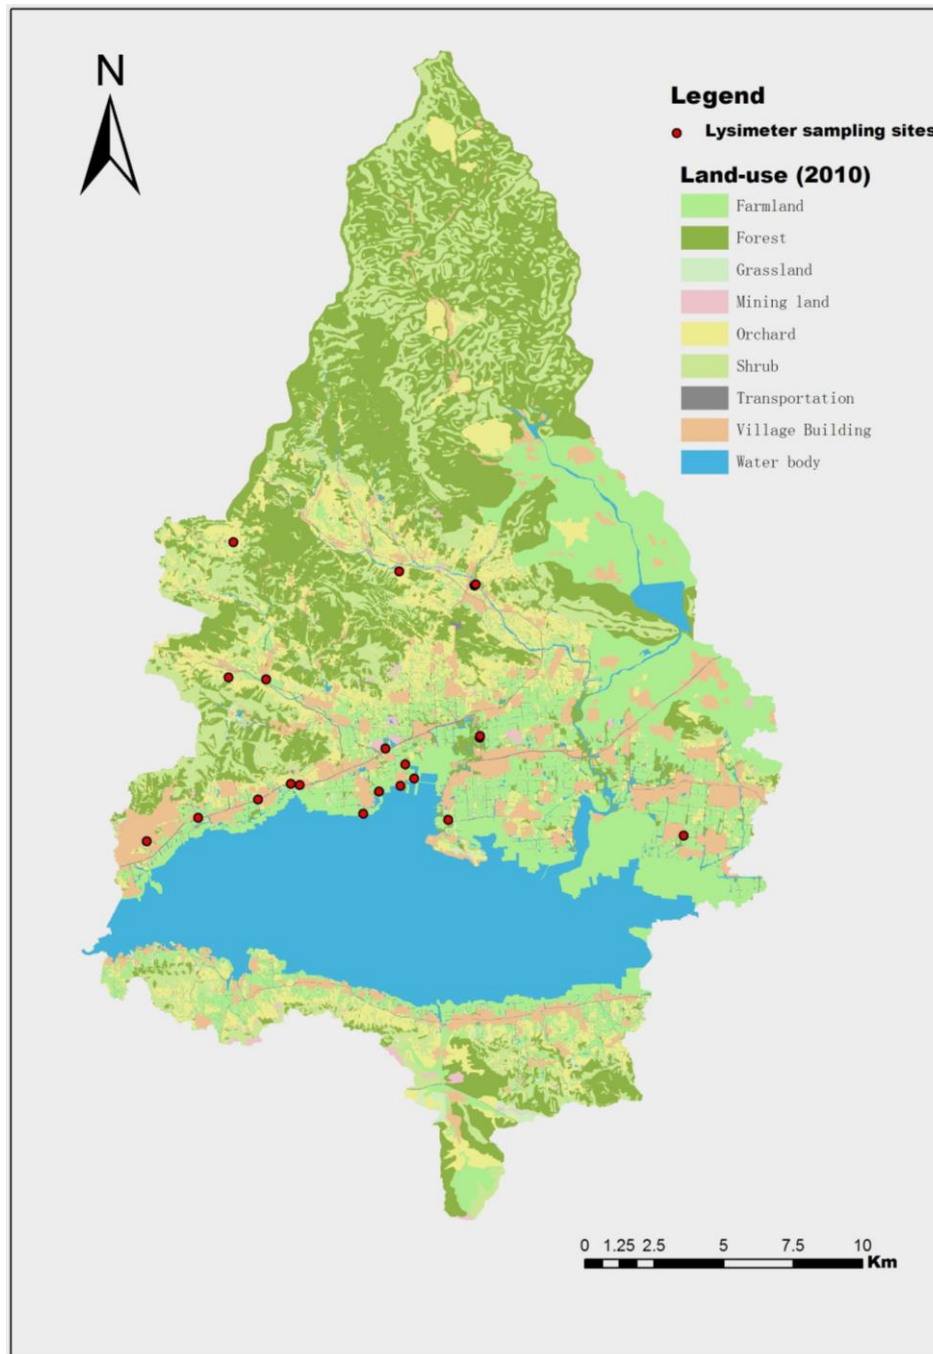 N
Legend
Lysimeter sampling sites
Land-use (2010)
Farmland
Forest
Grassland
Mining land
Orchard
Shrub
Transportation
Village Building
Water body
0 1.25 2.5 5 7.5 10
Km